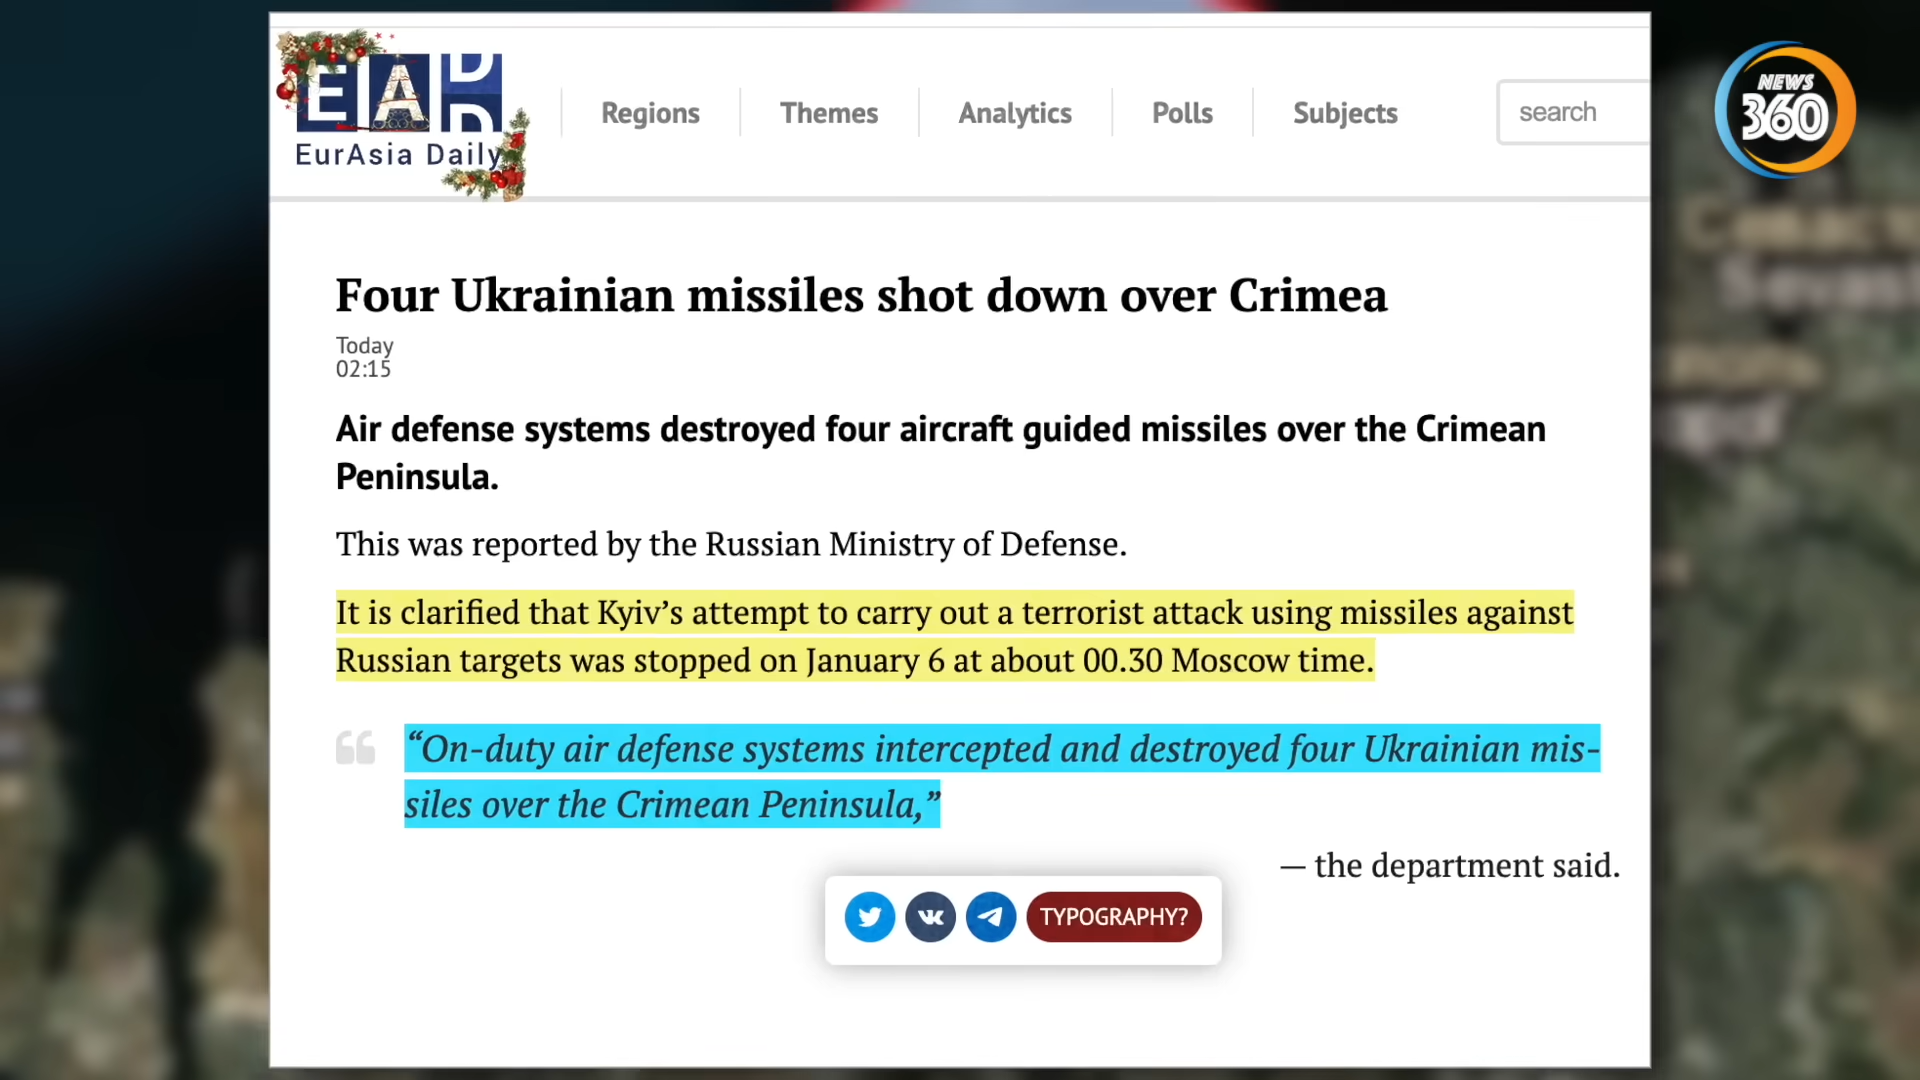 NEWS
360
EAD
EurAsia Daily
Regions
Themes
Analytics
Polls
Subjects
search
Four Ukrainian missiles shot down over Crimea
Today
02:15
Air defense systems destroyed four aircraft guided missiles over the Crimean
Peninsula.
This was reported by the Russian Ministry of Defense.
It is clarified that Kyiv’s attempt to carry out a terrorist attack using missiles against
Russian targets was stopped on January 6 at about 00.30 Moscow time.
“On-duty air defense systems intercepted and destroyed four Ukrainian mis-
siles over the Crimean Peninsula,”
— the department said.
TYPOGRAPHY?